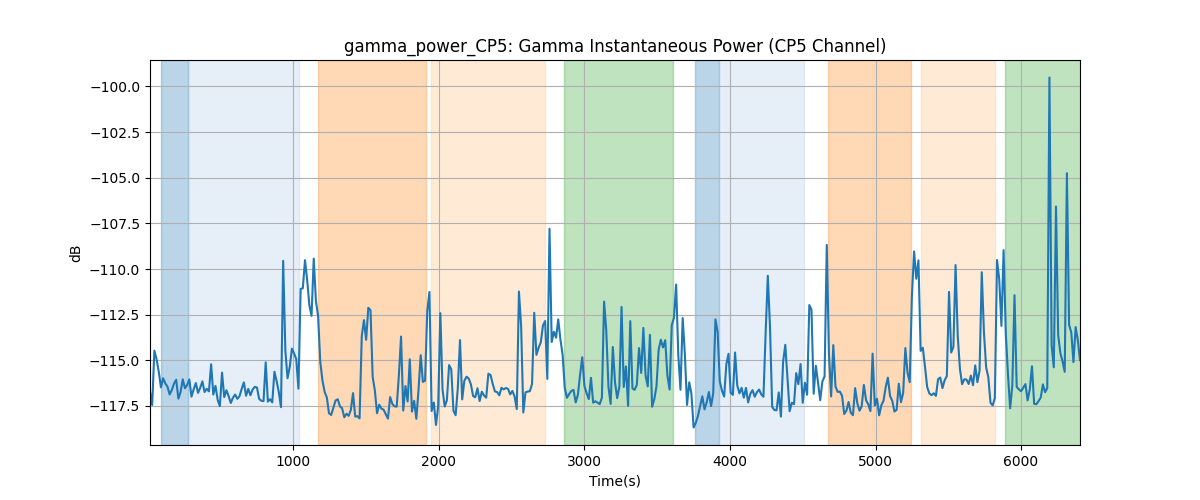 gamma_power_CP5: Gamma Instantaneous Power (CP5 Channel)
−100.0
−102.5
−105.0
−107.5
−110.0
−112.5
−115.0
−117.5
dB
1000 2000 3000 4000 5000 6000
Time(s)